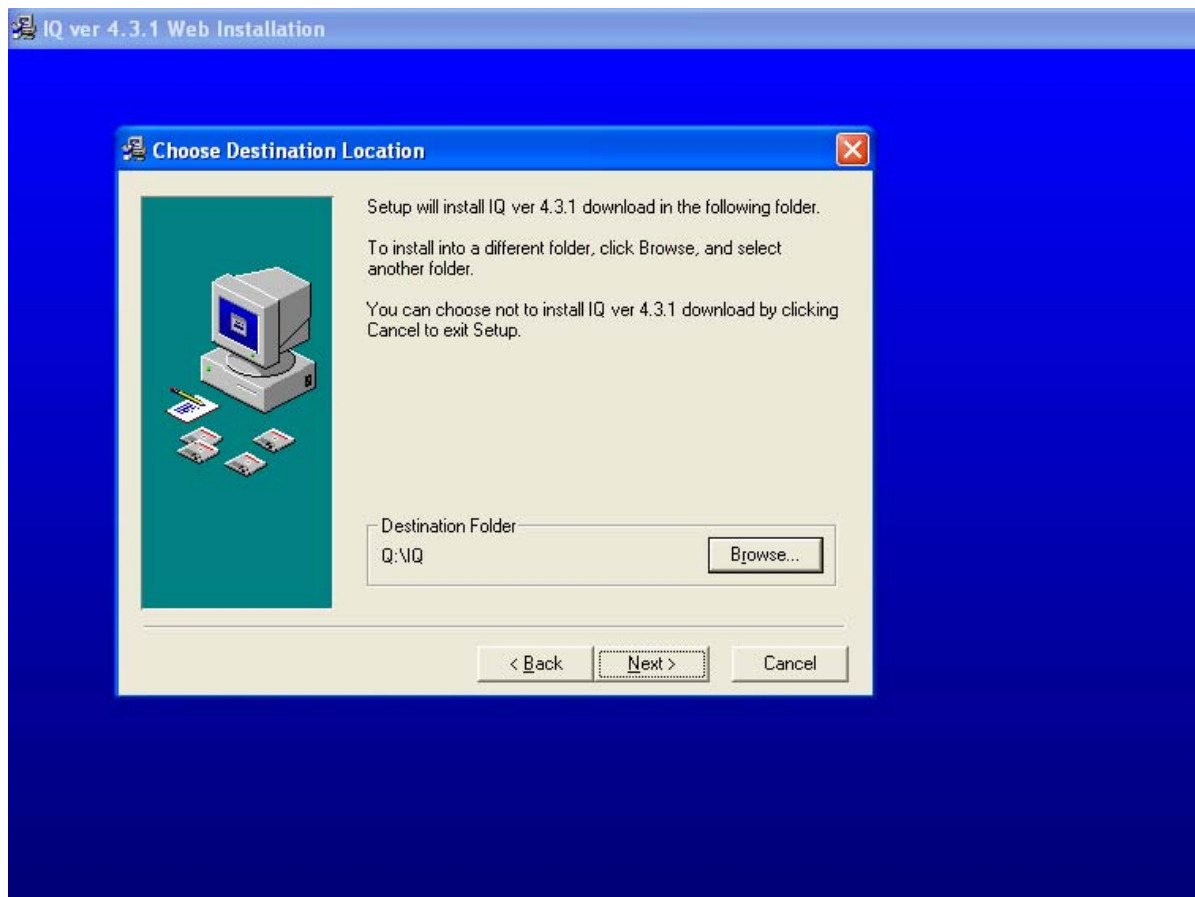 IQ ver 4.3.1 Web Installation
Choose Destination Location
Setup will install IQ ver 4.3.1 download in the following folder.
To install into a different folder, click Browse, and select
another folder.
You can choose not to install IQ ver 4.3.1 download by clicking
Cancel to exit Setup.
Destination Folder
Q:\IQ
Browse...
< Back
Next >
Cancel